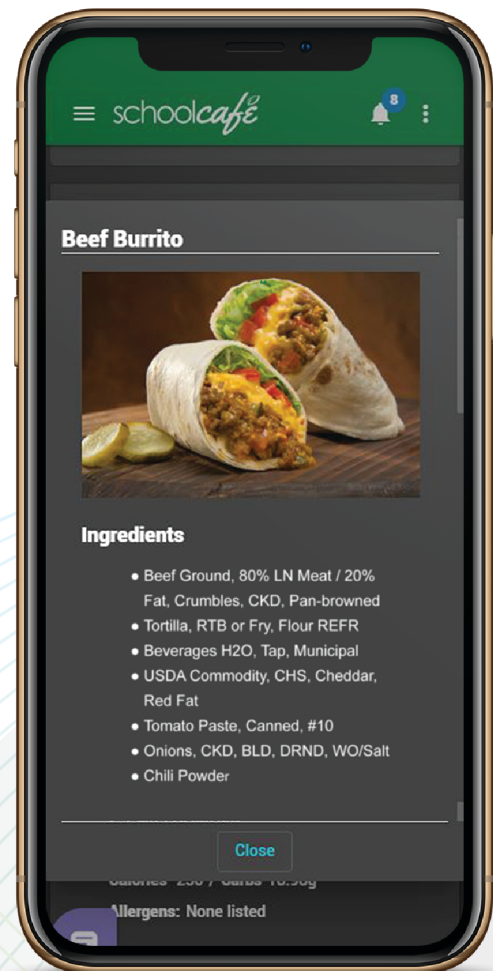 schoolcafé
8
Beef Burrito
Ingredients
● Beef Ground, 80% LN Meat / 20%
Fat, Crumbles, CKD, Pan-browned
● Tortilla, RTB or Fry, Flour REFR
● Beverages H2O, Tap, Municipal
● USDA Commodity, CHS, Cheddar,
Red Fat
● Tomato Paste, Canned, #10
● Onions, CKD, BLD, DRND, WO/Salt
● Chili Powder
Close
Allergens: None listed